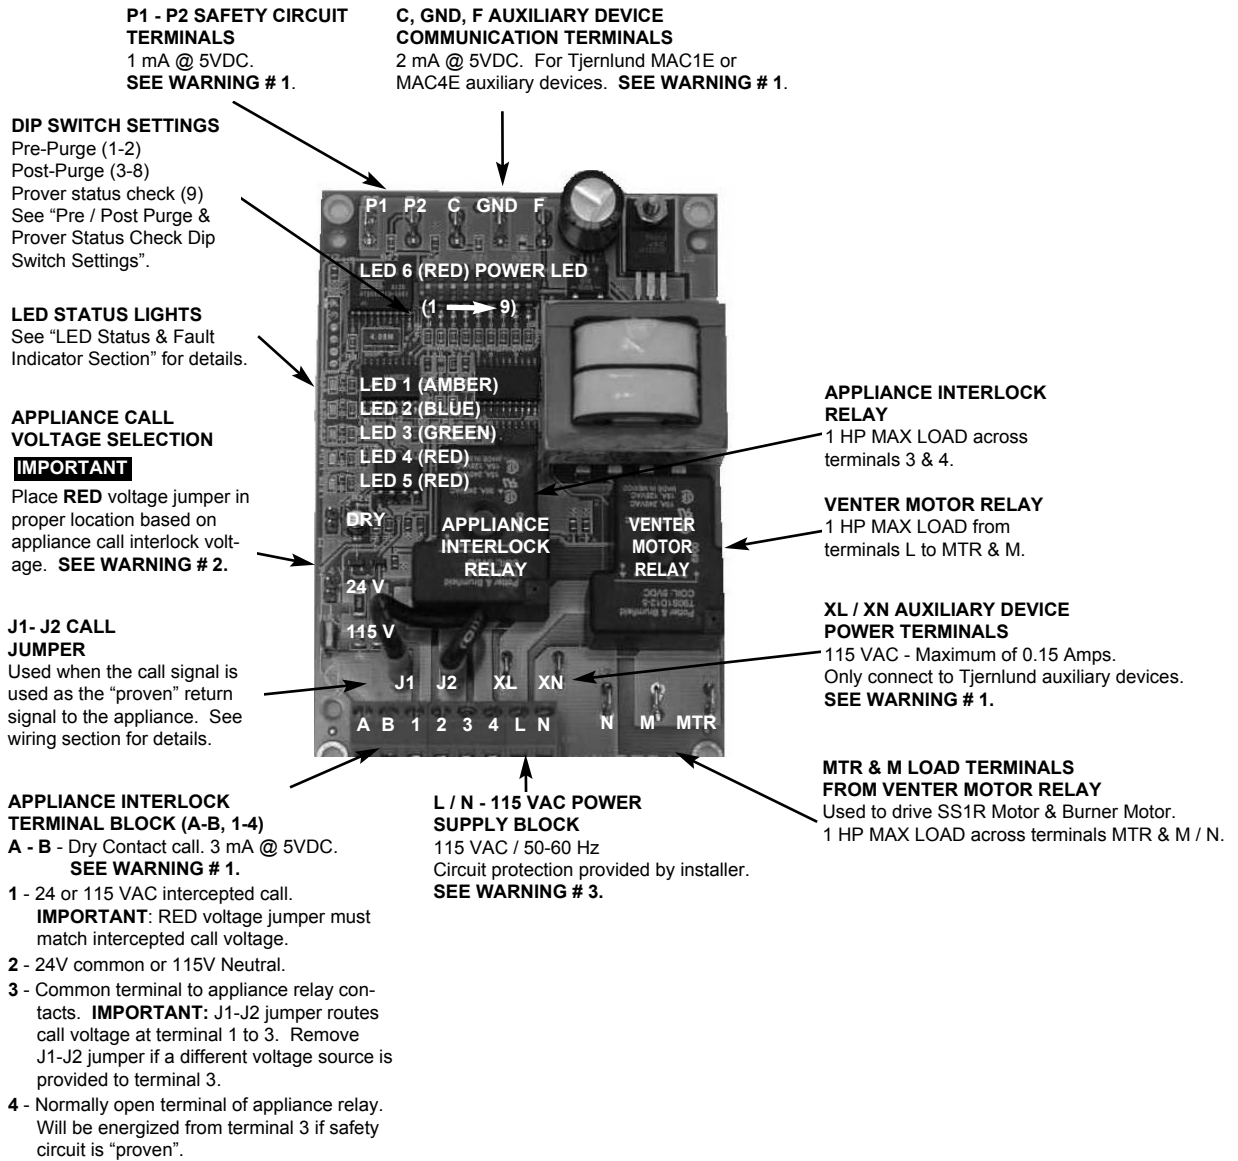 P1 - P2 SAFETY CIRCUIT
TERMINALS
1 mA @ 5VDC.
SEE WARNING # 1.
C, GND, F AUXILIARY DEVICE
COMMUNICATION TERMINALS
2 mA @ 5VDC. For Tjernlund MAC1E or
MAC4E auxiliary devices. SEE WARNING # 1.
DIP SWITCH SETTINGS
Pre-Purge (1-2)
Post-Purge (3-8)
Prover status check (9)
See “Pre / Post Purge &
Prover Status Check Dip
Switch Settings”.
LED STATUS LIGHTS
See “LED Status & Fault
Indicator Section” for details.
APPLIANCE CALL
VOLTAGE SELECTION
IMPORTANT
Place RED voltage jumper in
proper location based on
appliance call interlock volt-
age. SEE WARNING # 2.
J1- J2 CALL
JUMPER
Used when the call signal is
used as the “proven” return
signal to the appliance. See
wiring section for details.
APPLIANCE INTERLOCK
TERMINAL BLOCK (A-B, 1-4)
A - B - Dry Contact call. 3 mA @ 5VDC.
SEE WARNING # 1.
1 - 24 or 115 VAC intercepted call.
IMPORTANT: RED voltage jumper must
match intercepted call voltage.
2 - 24V common or 115V Neutral.
3 - Common terminal to appliance relay con-
tacts. IMPORTANT: J1-J2 jumper routes
call voltage at terminal 1 to 3. Remove
J1-J2 jumper if a different voltage source is
provided to terminal 3.
4 - Normally open terminal of appliance relay.
Will be energized from terminal 3 if safety
circuit is “proven”.
P1 P2 C GND F
LED 6 (RED) POWER LED
(1 9)
4.09M
LED 1 (AMBER)
LED 2 (BLUE)
LED 3 (GREEN)
LED 4 (RED)
LED 5 (RED)
DRY
24 V
115 V
APPLIANCE
INTERLOCK
RELAY
VENTER
MOTOR
RELAY
Potter & Brumfield
T90S1D12-5
COIL: 5VDC
J1 J2 XL XN
A B 1 2 3 4 L N
N M MTR
L / N - 115 VAC POWER
SUPPLY BLOCK
115 VAC / 50-60 Hz
Circuit protection provided by installer.
SEE WARNING # 3.
APPLIANCE INTERLOCK
RELAY
1 HP MAX LOAD across
terminals 3 & 4.
VENTER MOTOR RELAY
1 HP MAX LOAD from
terminals L to MTR & M.
XL / XN AUXILIARY DEVICE
POWER TERMINALS
115 VAC - Maximum of 0.15 Amps.
Only connect to Tjernlund auxiliary devices.
SEE WARNING # 1.
MTR & M LOAD TERMINALS
FROM VENTER MOTOR RELAY
Used to drive SS1R Motor & Burner Motor.
1 HP MAX LOAD across terminals MTR & M / N.